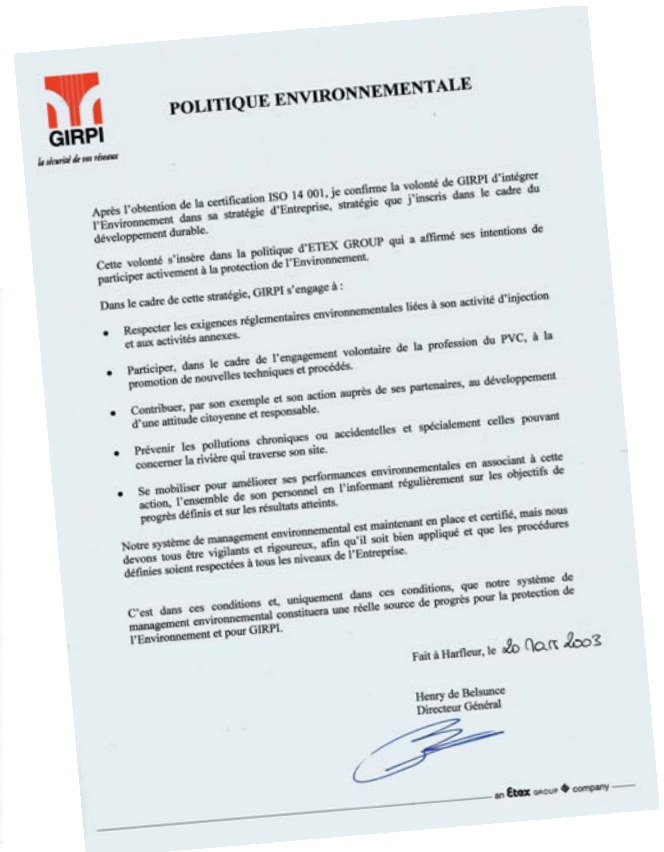 GIRPI
la sécurité de vos réseaux
POLITIQUE ENVIRONNEMENTALE
Après l'obtention de la certification ISO 14 001, je confirme la volonté de GIRPI d'intégrer
l'Environnement dans sa stratégie d'Entreprise, stratégie que j'inscris dans le cadre du
développement durable.
Cette volonté s'insère dans la politique d'ETEX GROUP qui a affirmé ses intentions de
participer activement à la protection de l'Environnement.
Dans le cadre de cette stratégie, GIRPI s'engage à :
• Respecter les exigences réglementaires environnementales liées à son activité d'injection
et aux activités annexes.
• Participer, dans le cadre de l'engagement volontaire de la profession du PVC, à la
promotion de nouvelles techniques et procédés.
• Contribuer, par son exemple et son action auprès de ses partenaires, au développement
d'une attitude citoyenne et responsable.
• Prévenir les pollutions chroniques ou accidentelles et spécialement celles pouvant
concerner la rivière qui traverse son site.
• Se mobiliser pour améliorer ses performances environnementales en associant à cette
action, l'ensemble de son personnel en l'informant régulièrement sur les objectifs de
progrès définis et sur les résultats atteints.
Notre système de management environnemental est maintenant en place et certifié, mais nous
devons tous être vigilants et rigoureux, afin qu'il soit bien appliqué et que les procédures
définies soient respectées à tous les niveaux de l'Entreprise.
C'est dans ces conditions et, uniquement dans ces conditions, que notre système de
management environnemental constituera une réelle source de progrès pour la protection de
l'Environnement et pour GIRPI.
Fait à Harfleur, le 20 Mars 2003
Henry de Belsunce
Directeur Général
an Etex GROUP company